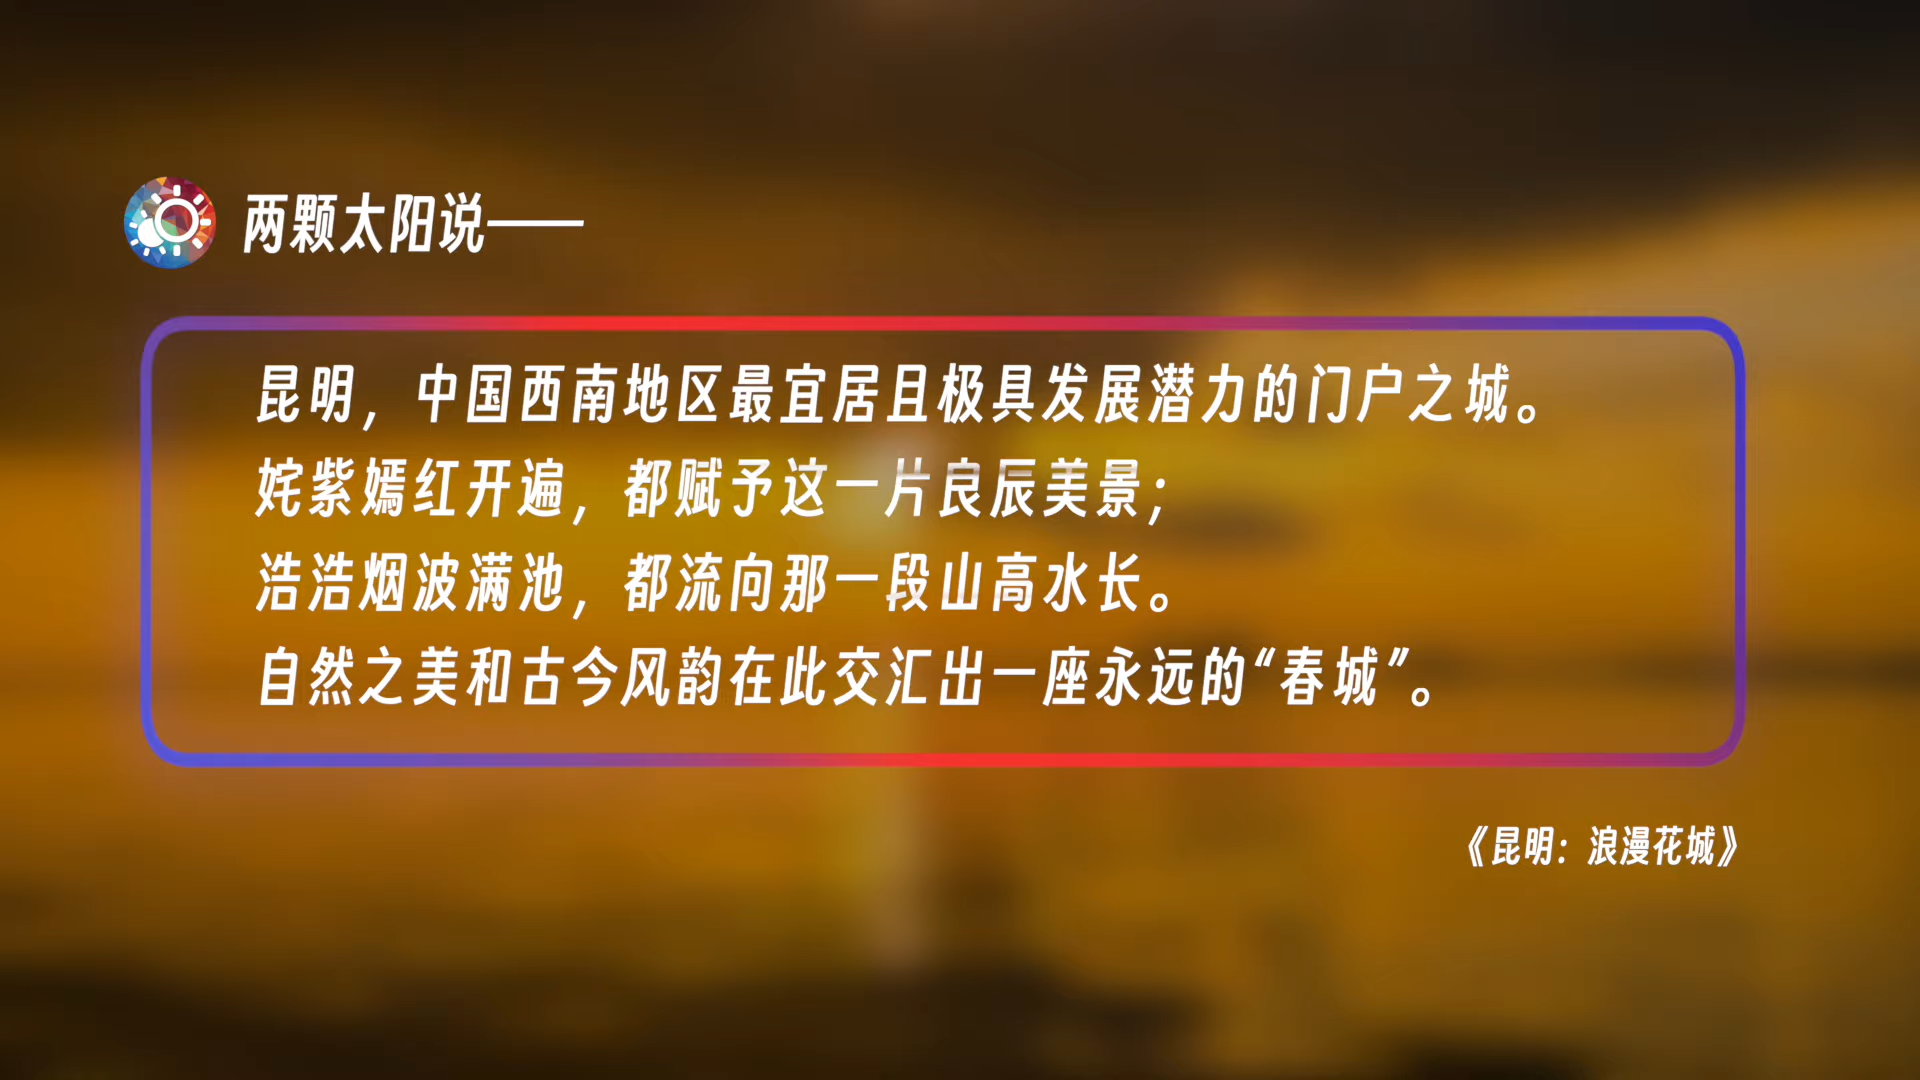 两颗太阳说——
昆明，中国西南地区最宜居且极具发展潜力的门户之城。
姹紫嫣红开遍，都赋予这一片良辰美景；
浩浩烟波满池，都流向那一段山高水长。
自然之美和古今风韵在此交汇出一座永远的“春城”。
《昆明：浪漫花城》